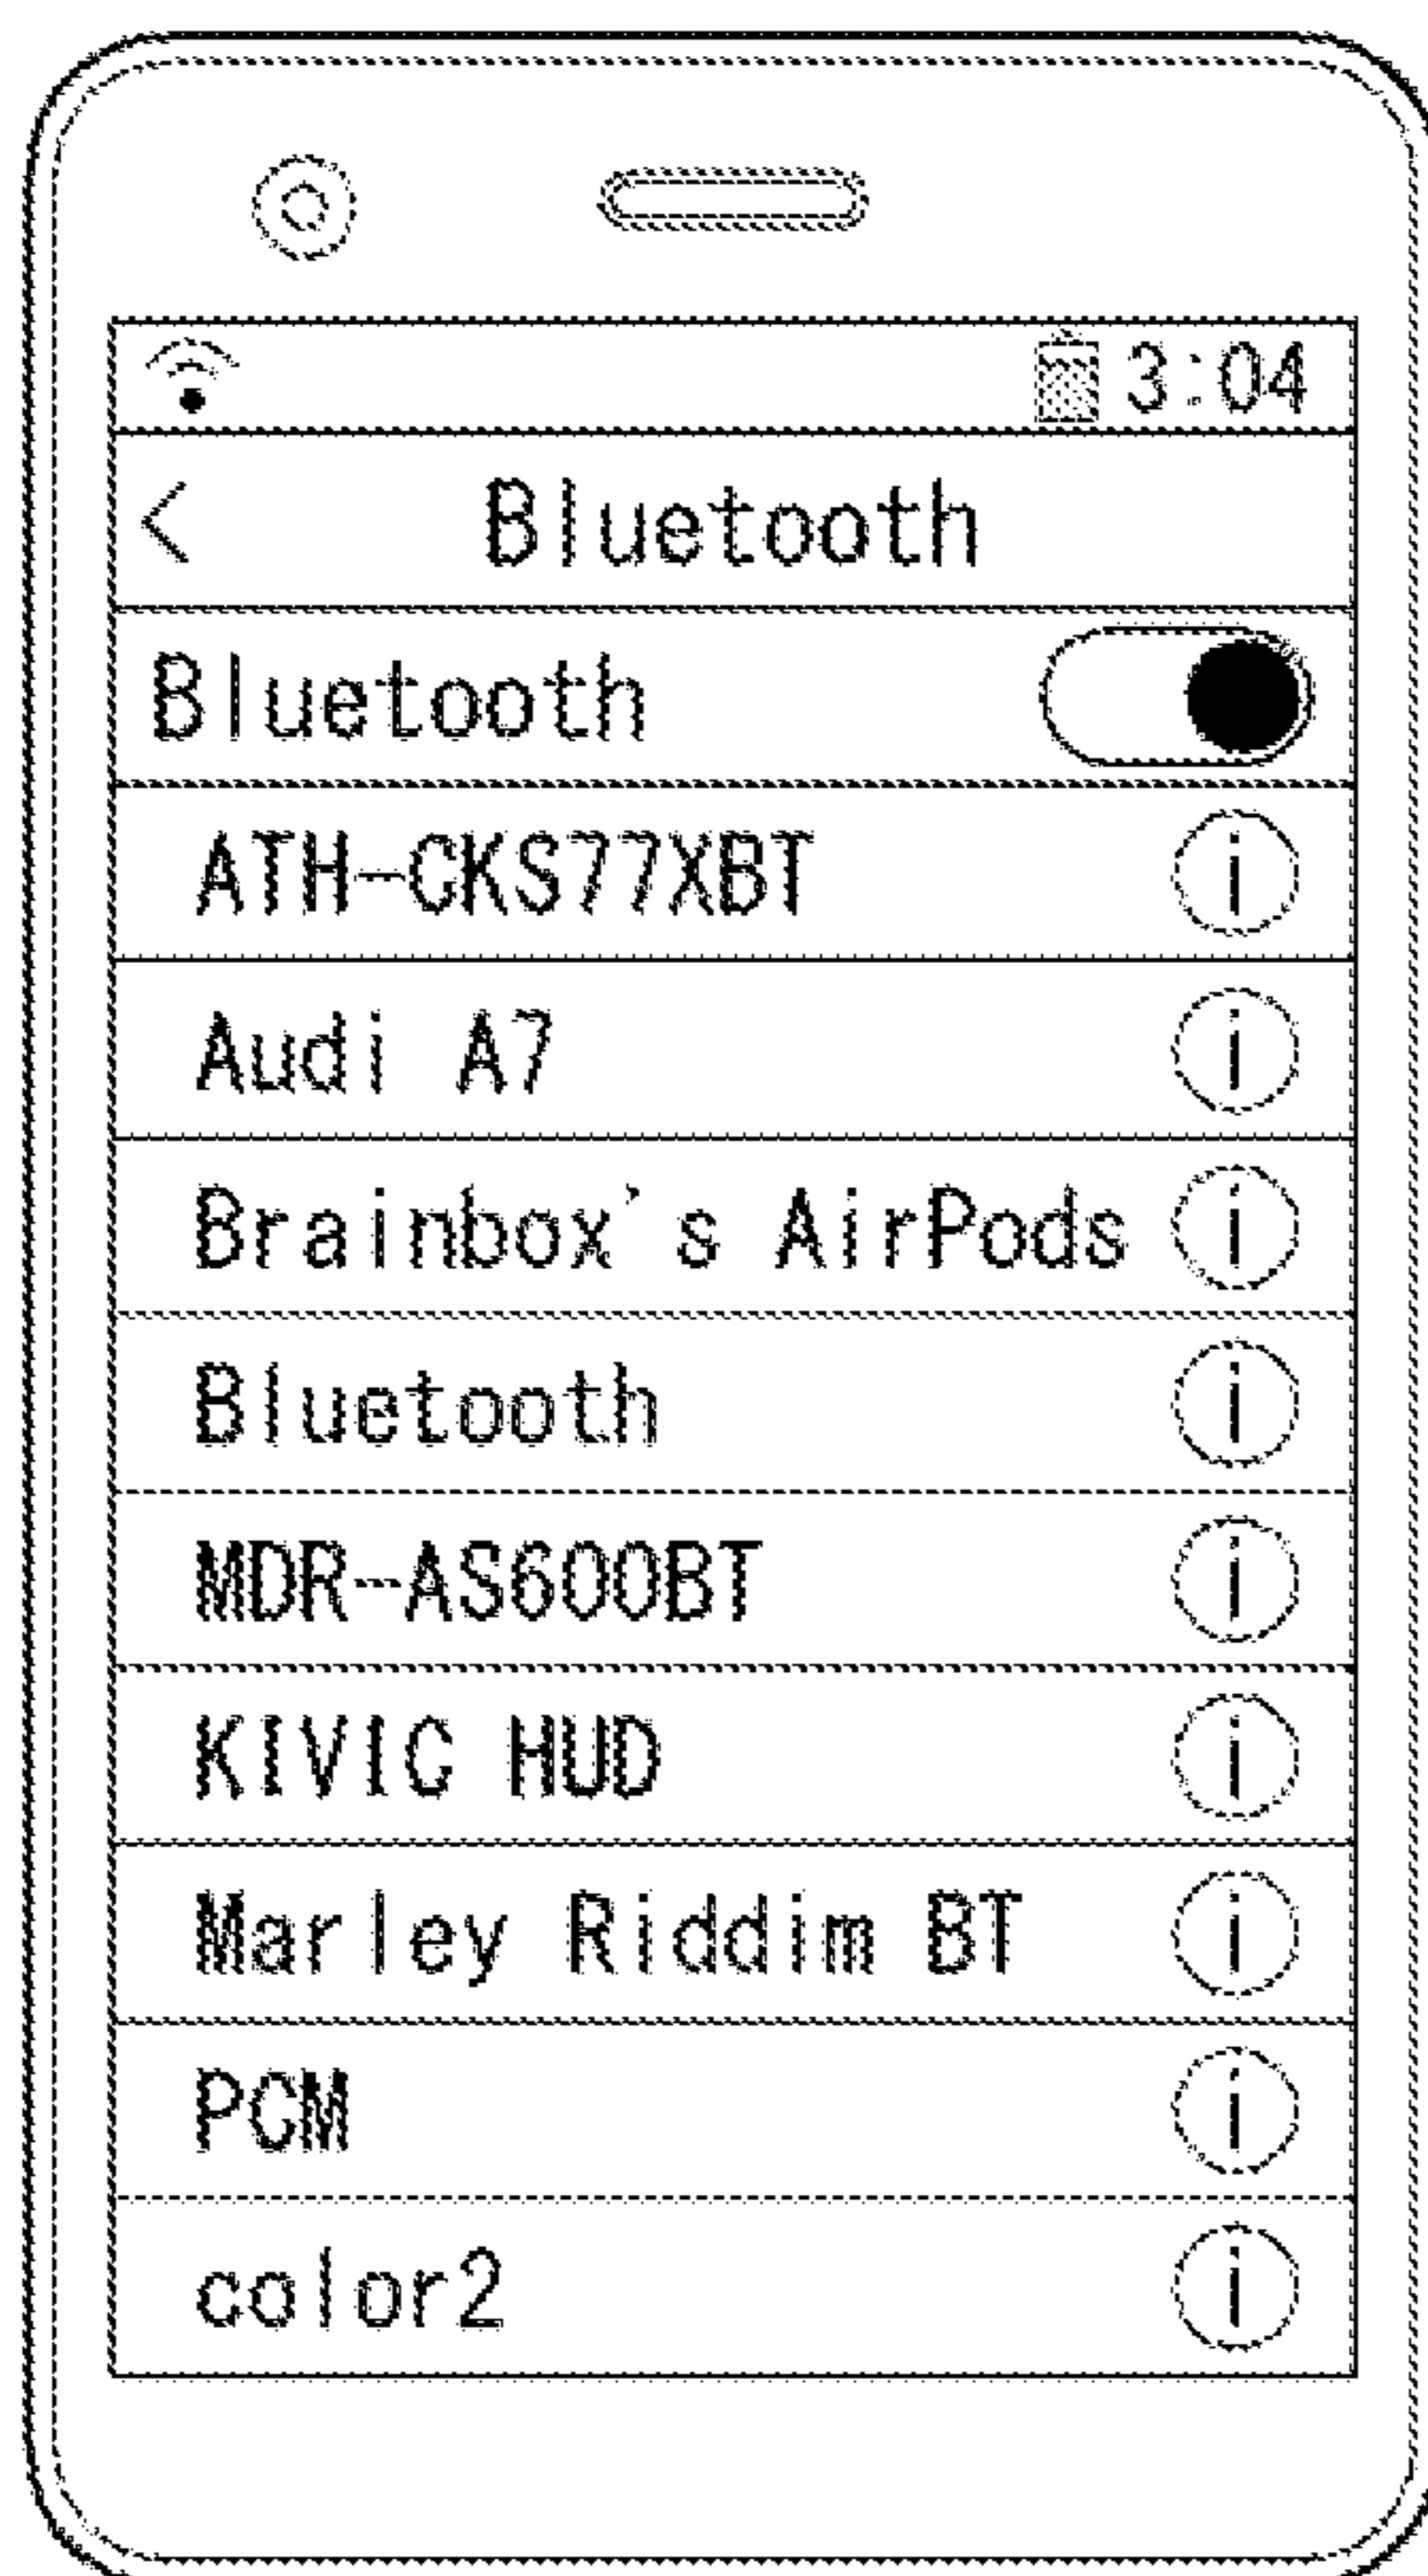 3:04
< Bluetooth
Bluetooth
ATH-CKS77XBT i
Audi A7 i
Brainbox's AirPods i
Bluetooth i
MDR-AS600BT i
KIVIC HUD i
Marley Riddim BT i
PCM i
color2 i